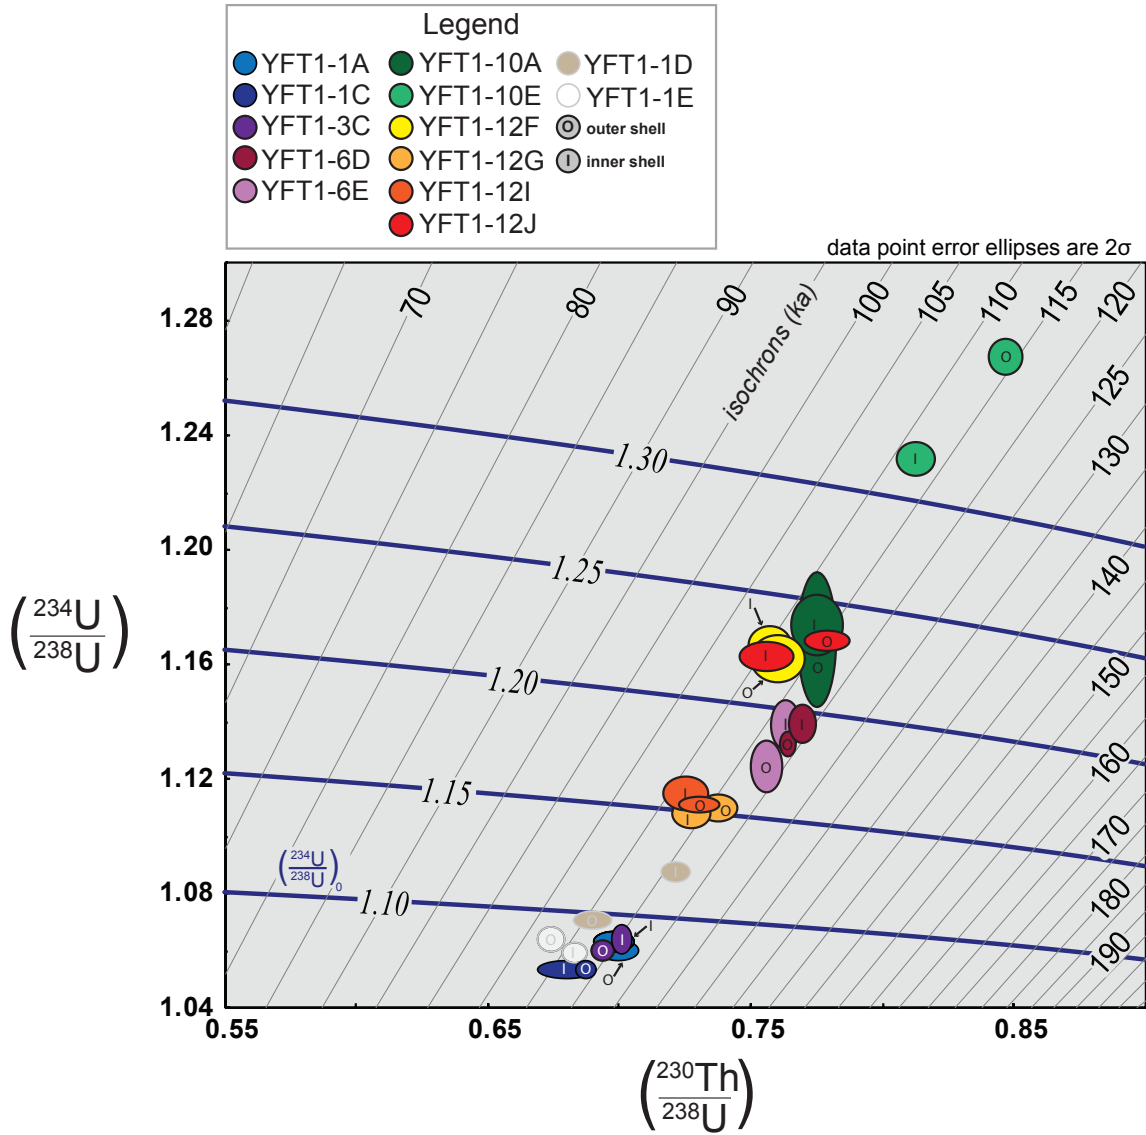 Legend
YFT1-1A YFT1-10A YFT1-1D
YFT1-1C YFT1-10E YFT1-1E
YFT1-3C YFT1-12F O outer shell
YFT1-6D YFT1-12G I inner shell
YFT1-6E YFT1-12I
YFT1-12J
data point error ellipses are 2σ
70 80 90 isochrons (ka) 100 105 110 115 120
125
130
140
150
160
170
180
190
1.28
1.24
1.20
1.16
1.12
1.08
1.04
1.30
1.25
1.20
1.15
1.10
(234U/238U)0
O
I
I
I
O
I
O
O
I
I
I
O
O
I
O
I
O
I
O
O
I
I
I
O
I
O
O
(234U/238U)
0.55 0.65 0.75 0.85
(230Th/238U)